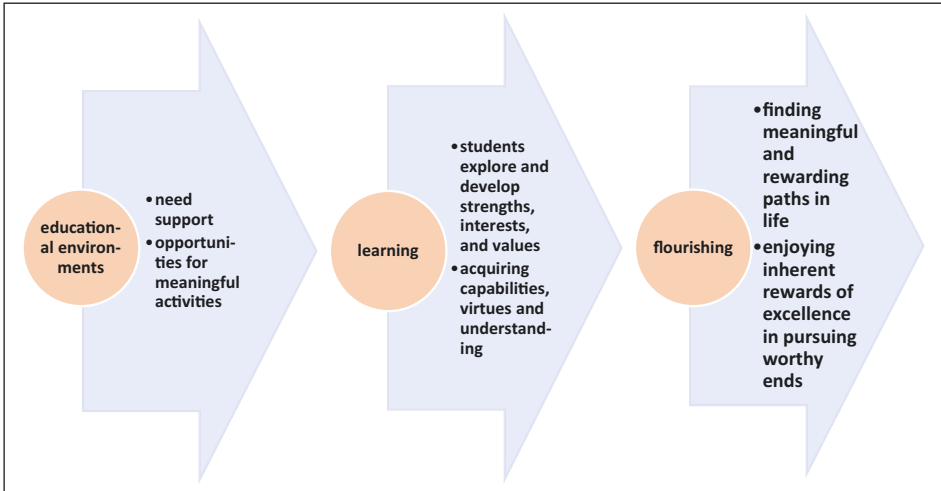 education-
al environ-
ments
•need
support
•opportuni-
ties for
meaningful
activities
learning
•students
explore and
develop
strengths,
interests,
and values
•acquiring
capabilities,
virtues and
understand-
ing
flourishing
•finding
meaningful
and
rewarding
paths in
life
•enjoying
inherent
rewards of
excellence
in pursuing
worthy
ends